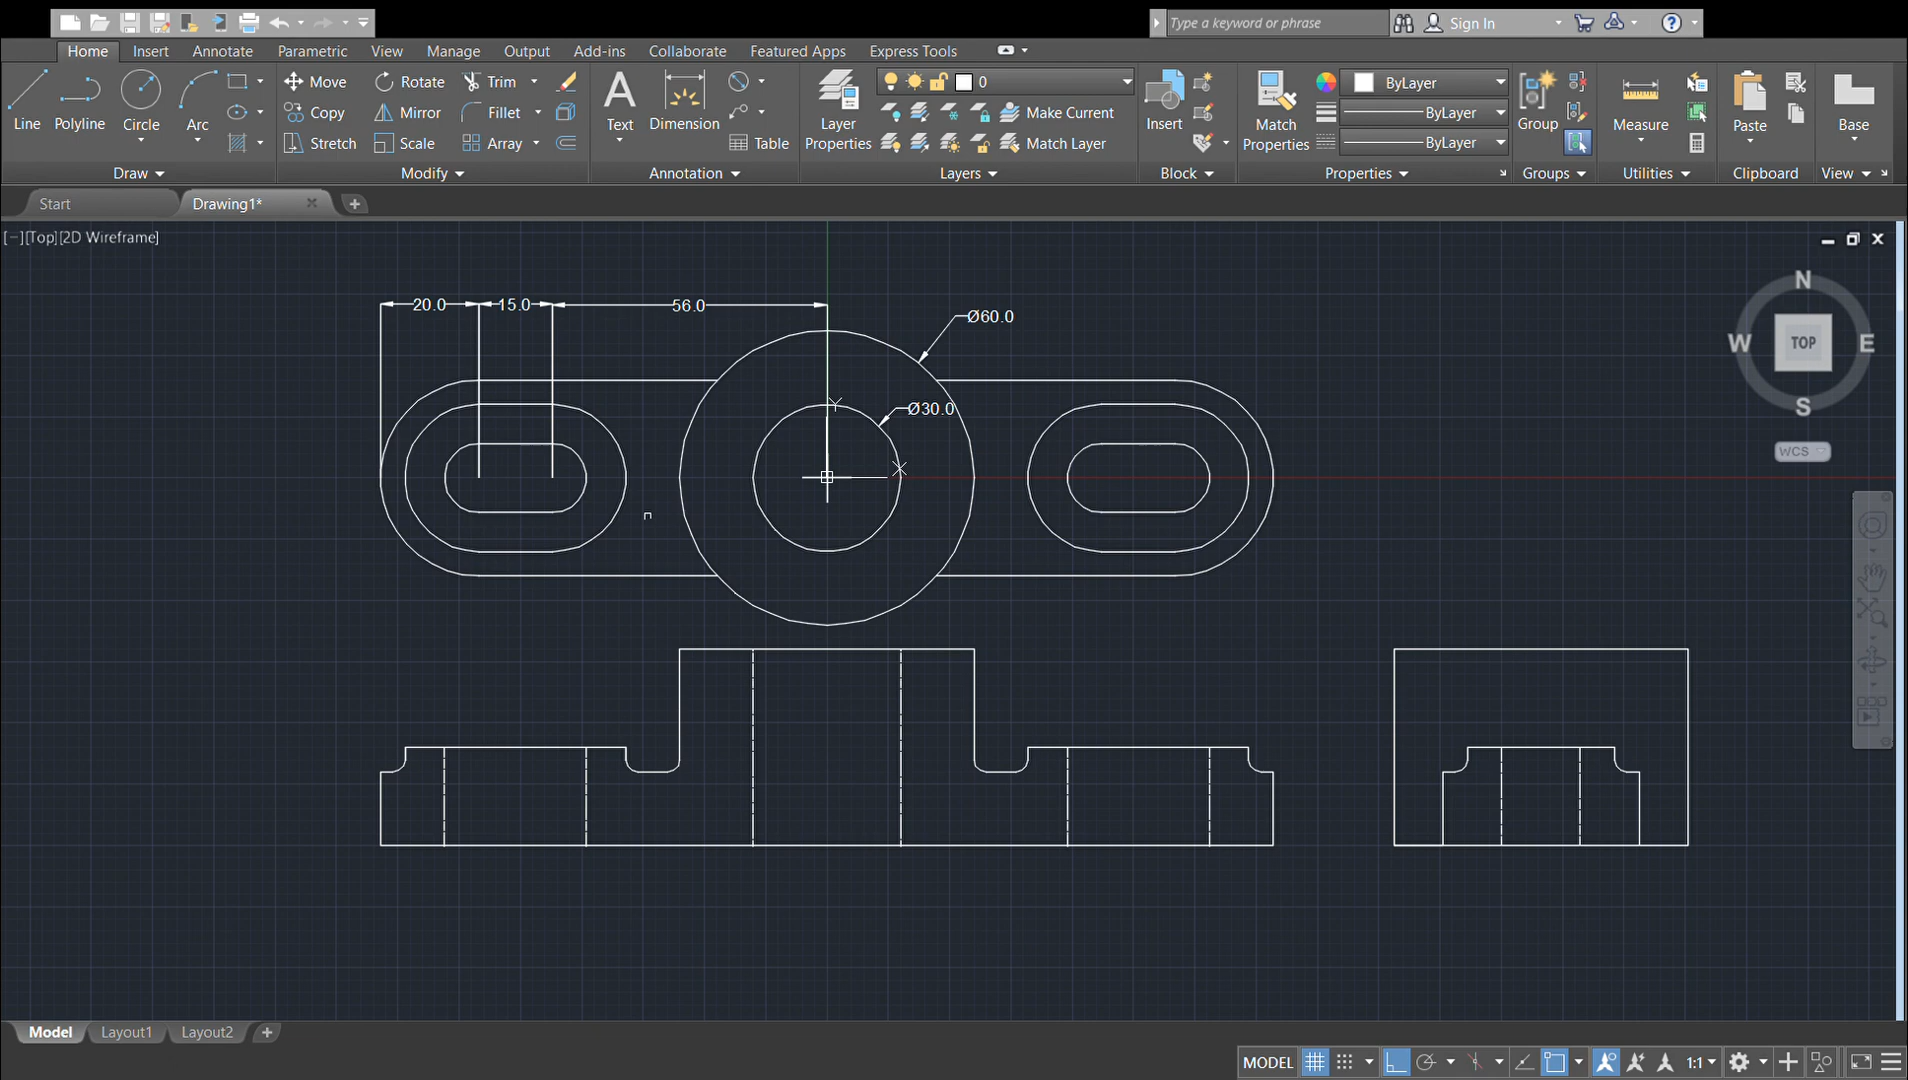 Type a keyword or phrase
Sign In
Home Insert Annotate Parametric View Manage Output Add-ins Collaborate Featured Apps Express Tools
Line
Polyline
Circle
Arc
Draw
Move Rotate Trim
Copy Mirror Fillet
Stretch Scale Array
Modify
Text
Dimension
Table
Annotation
Layer
Properties
0
Make Current
Match Layer
Layers
Insert
Block
Match
Properties
ByLayer
ByLayer
ByLayer
Properties
Group
Groups
Measure
Utilities
Paste
Clipboard
Base
View
Start Drawing1*
[−][Top][2D Wireframe]
20.0 15.0 56.0
Ø60.0
Ø30.0
Y
X
N
W TOP E
S
WCS
Model Layout1 Layout2
MODEL 1:1